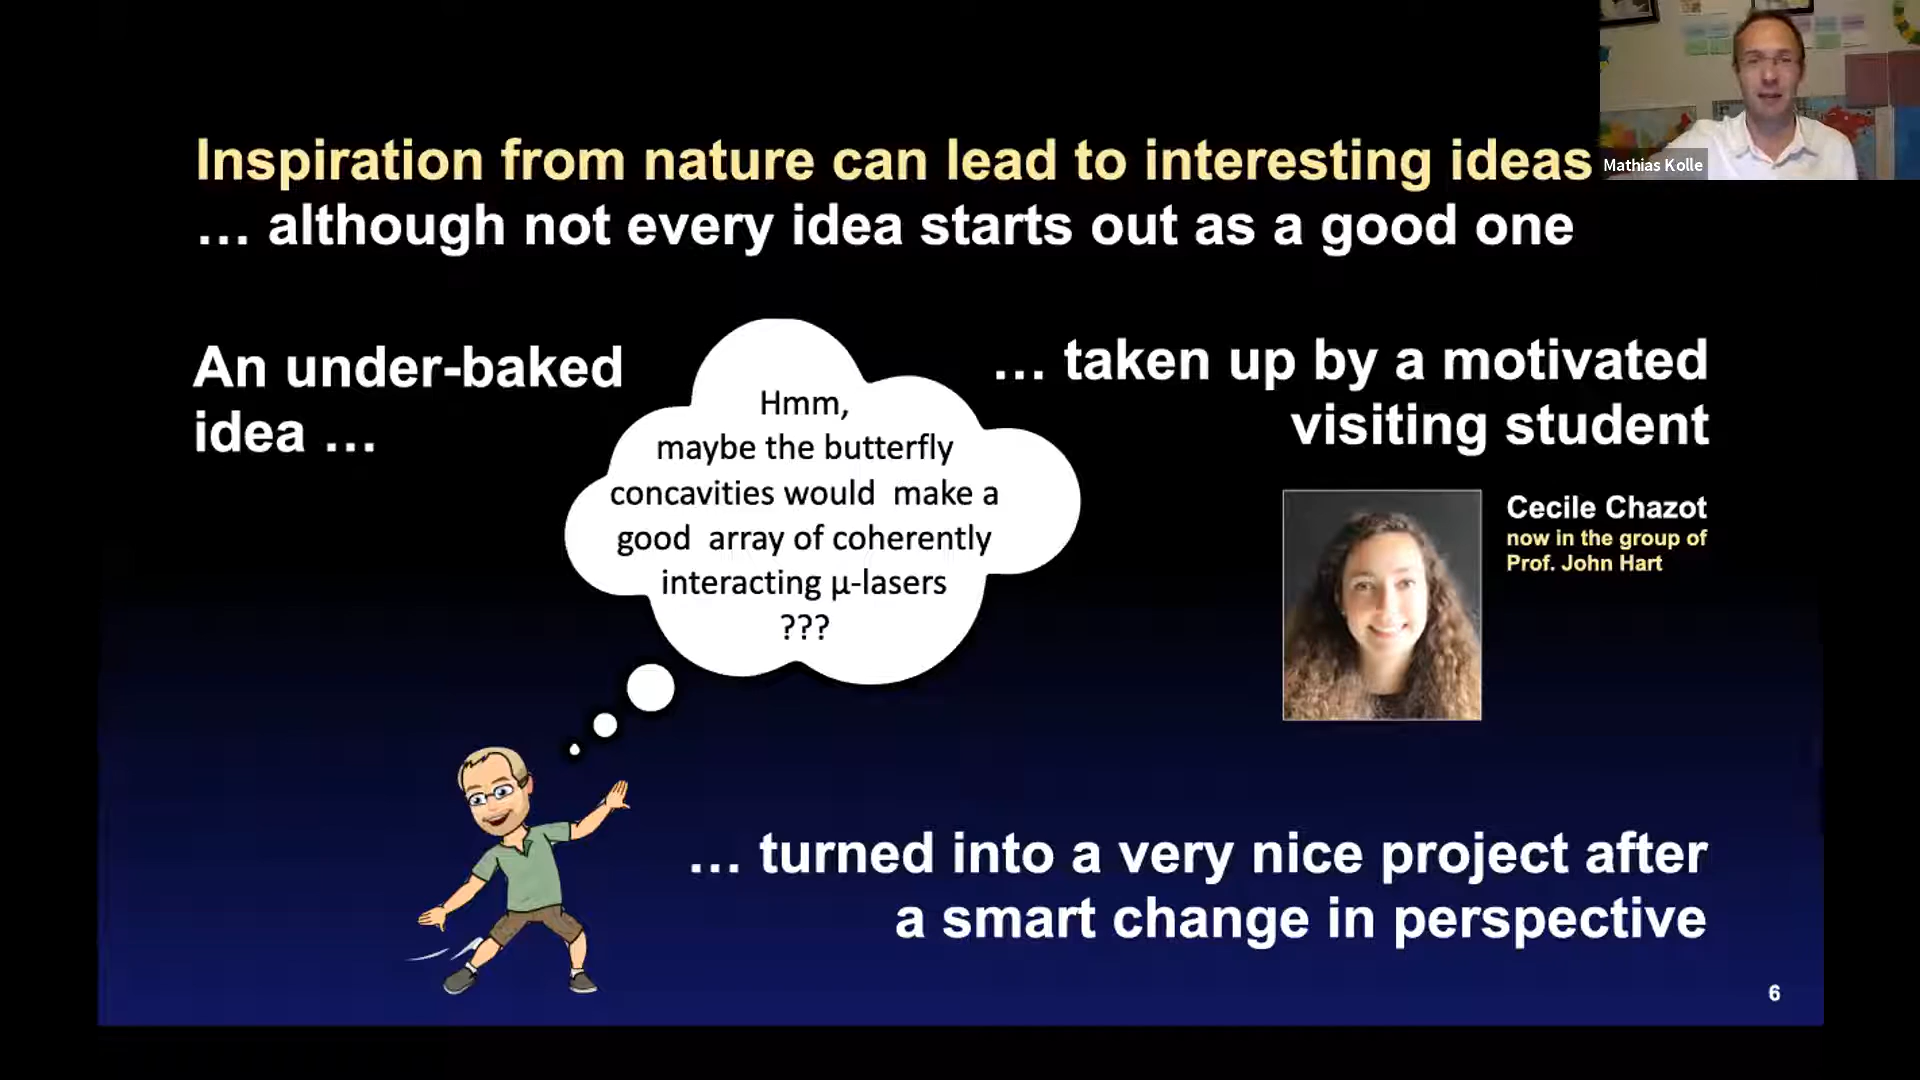 Inspiration from nature can lead to interesting ideas
… although not every idea starts out as a good one
Mathias Kolle
An under-baked
idea …
Hmm,
maybe the butterfly
concavities would make a
good array of coherently
interacting µ-lasers
???
… taken up by a motivated
visiting student
Cecile Chazot
now in the group of
Prof. John Hart
… turned into a very nice project after
a smart change in perspective
6